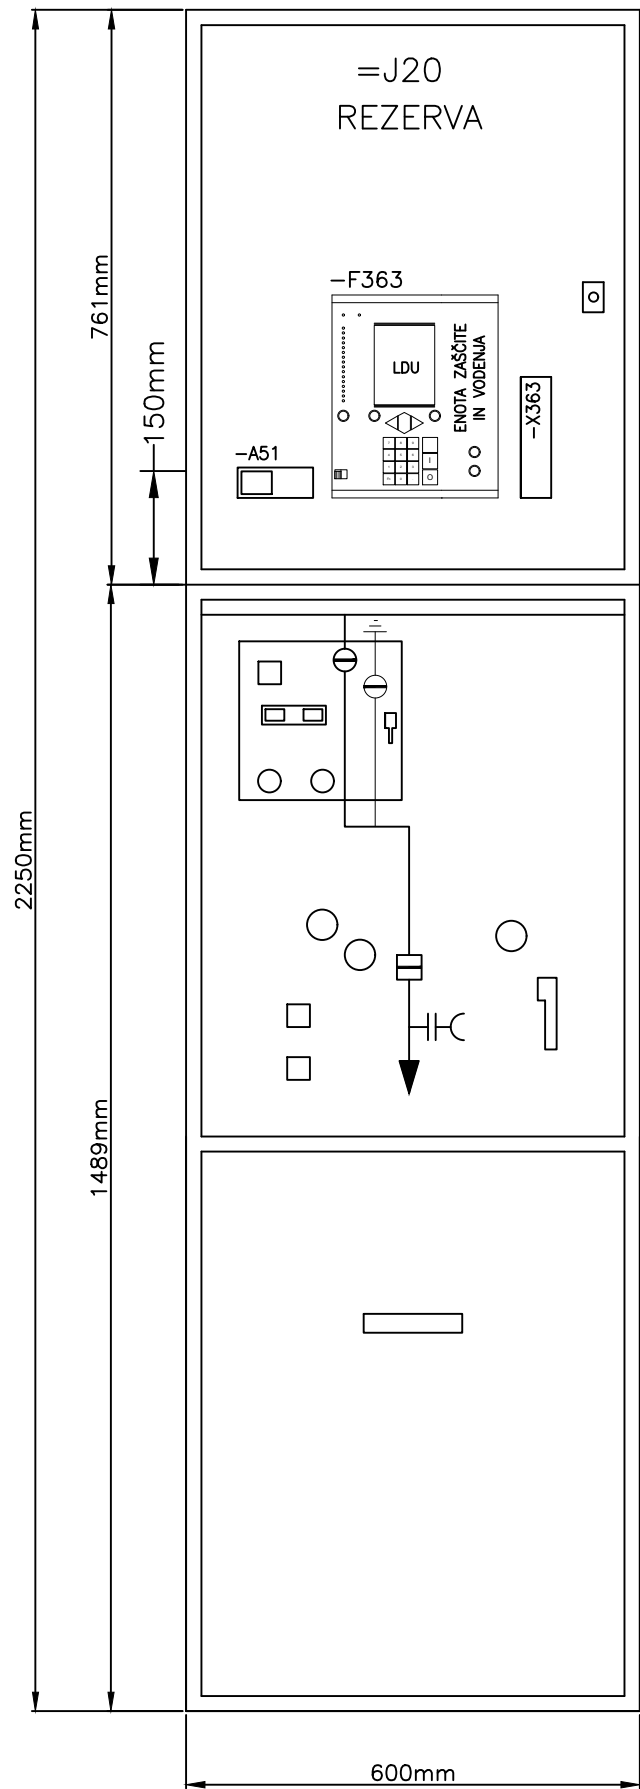 =J20
REZERVA
761mm
−F363
150mm
LDU
ENOTA ZAŠČITE
IN VODENJA
−X363
−A51
2250mm
1489mm
600mm